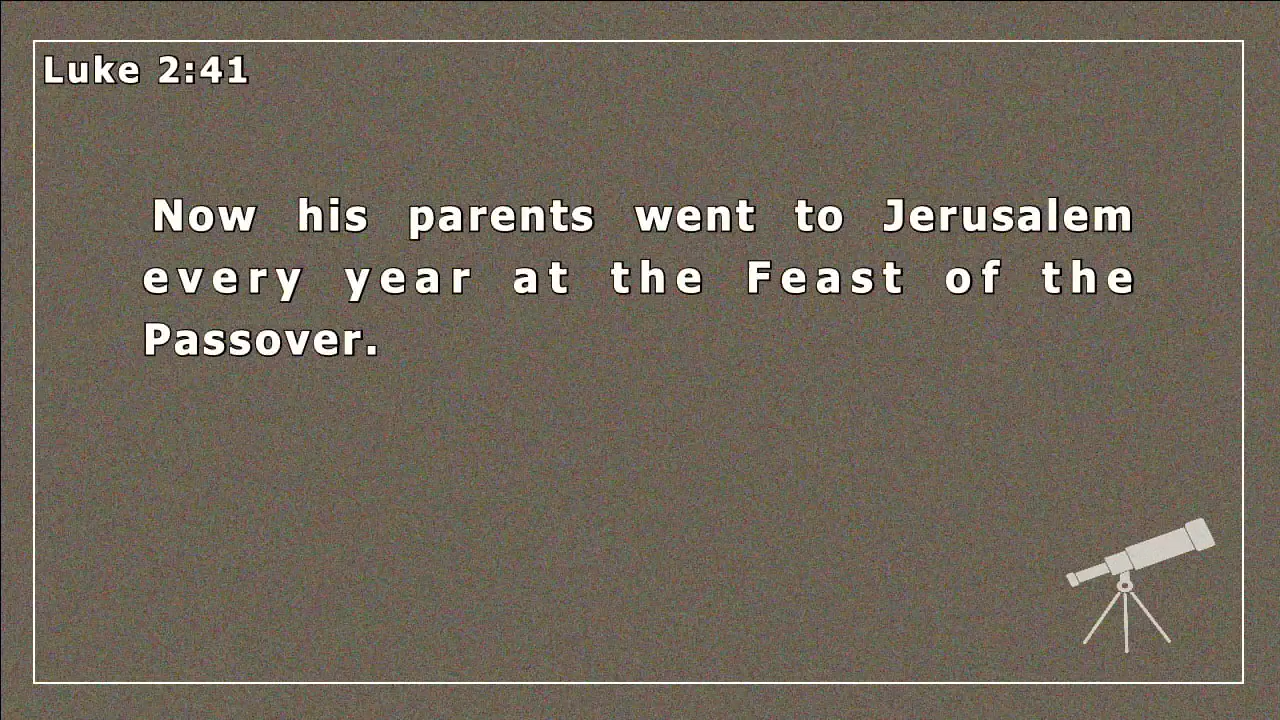 Luke 2:41
Now his parents went to Jerusalem
every year at the Feast of the
Passover.